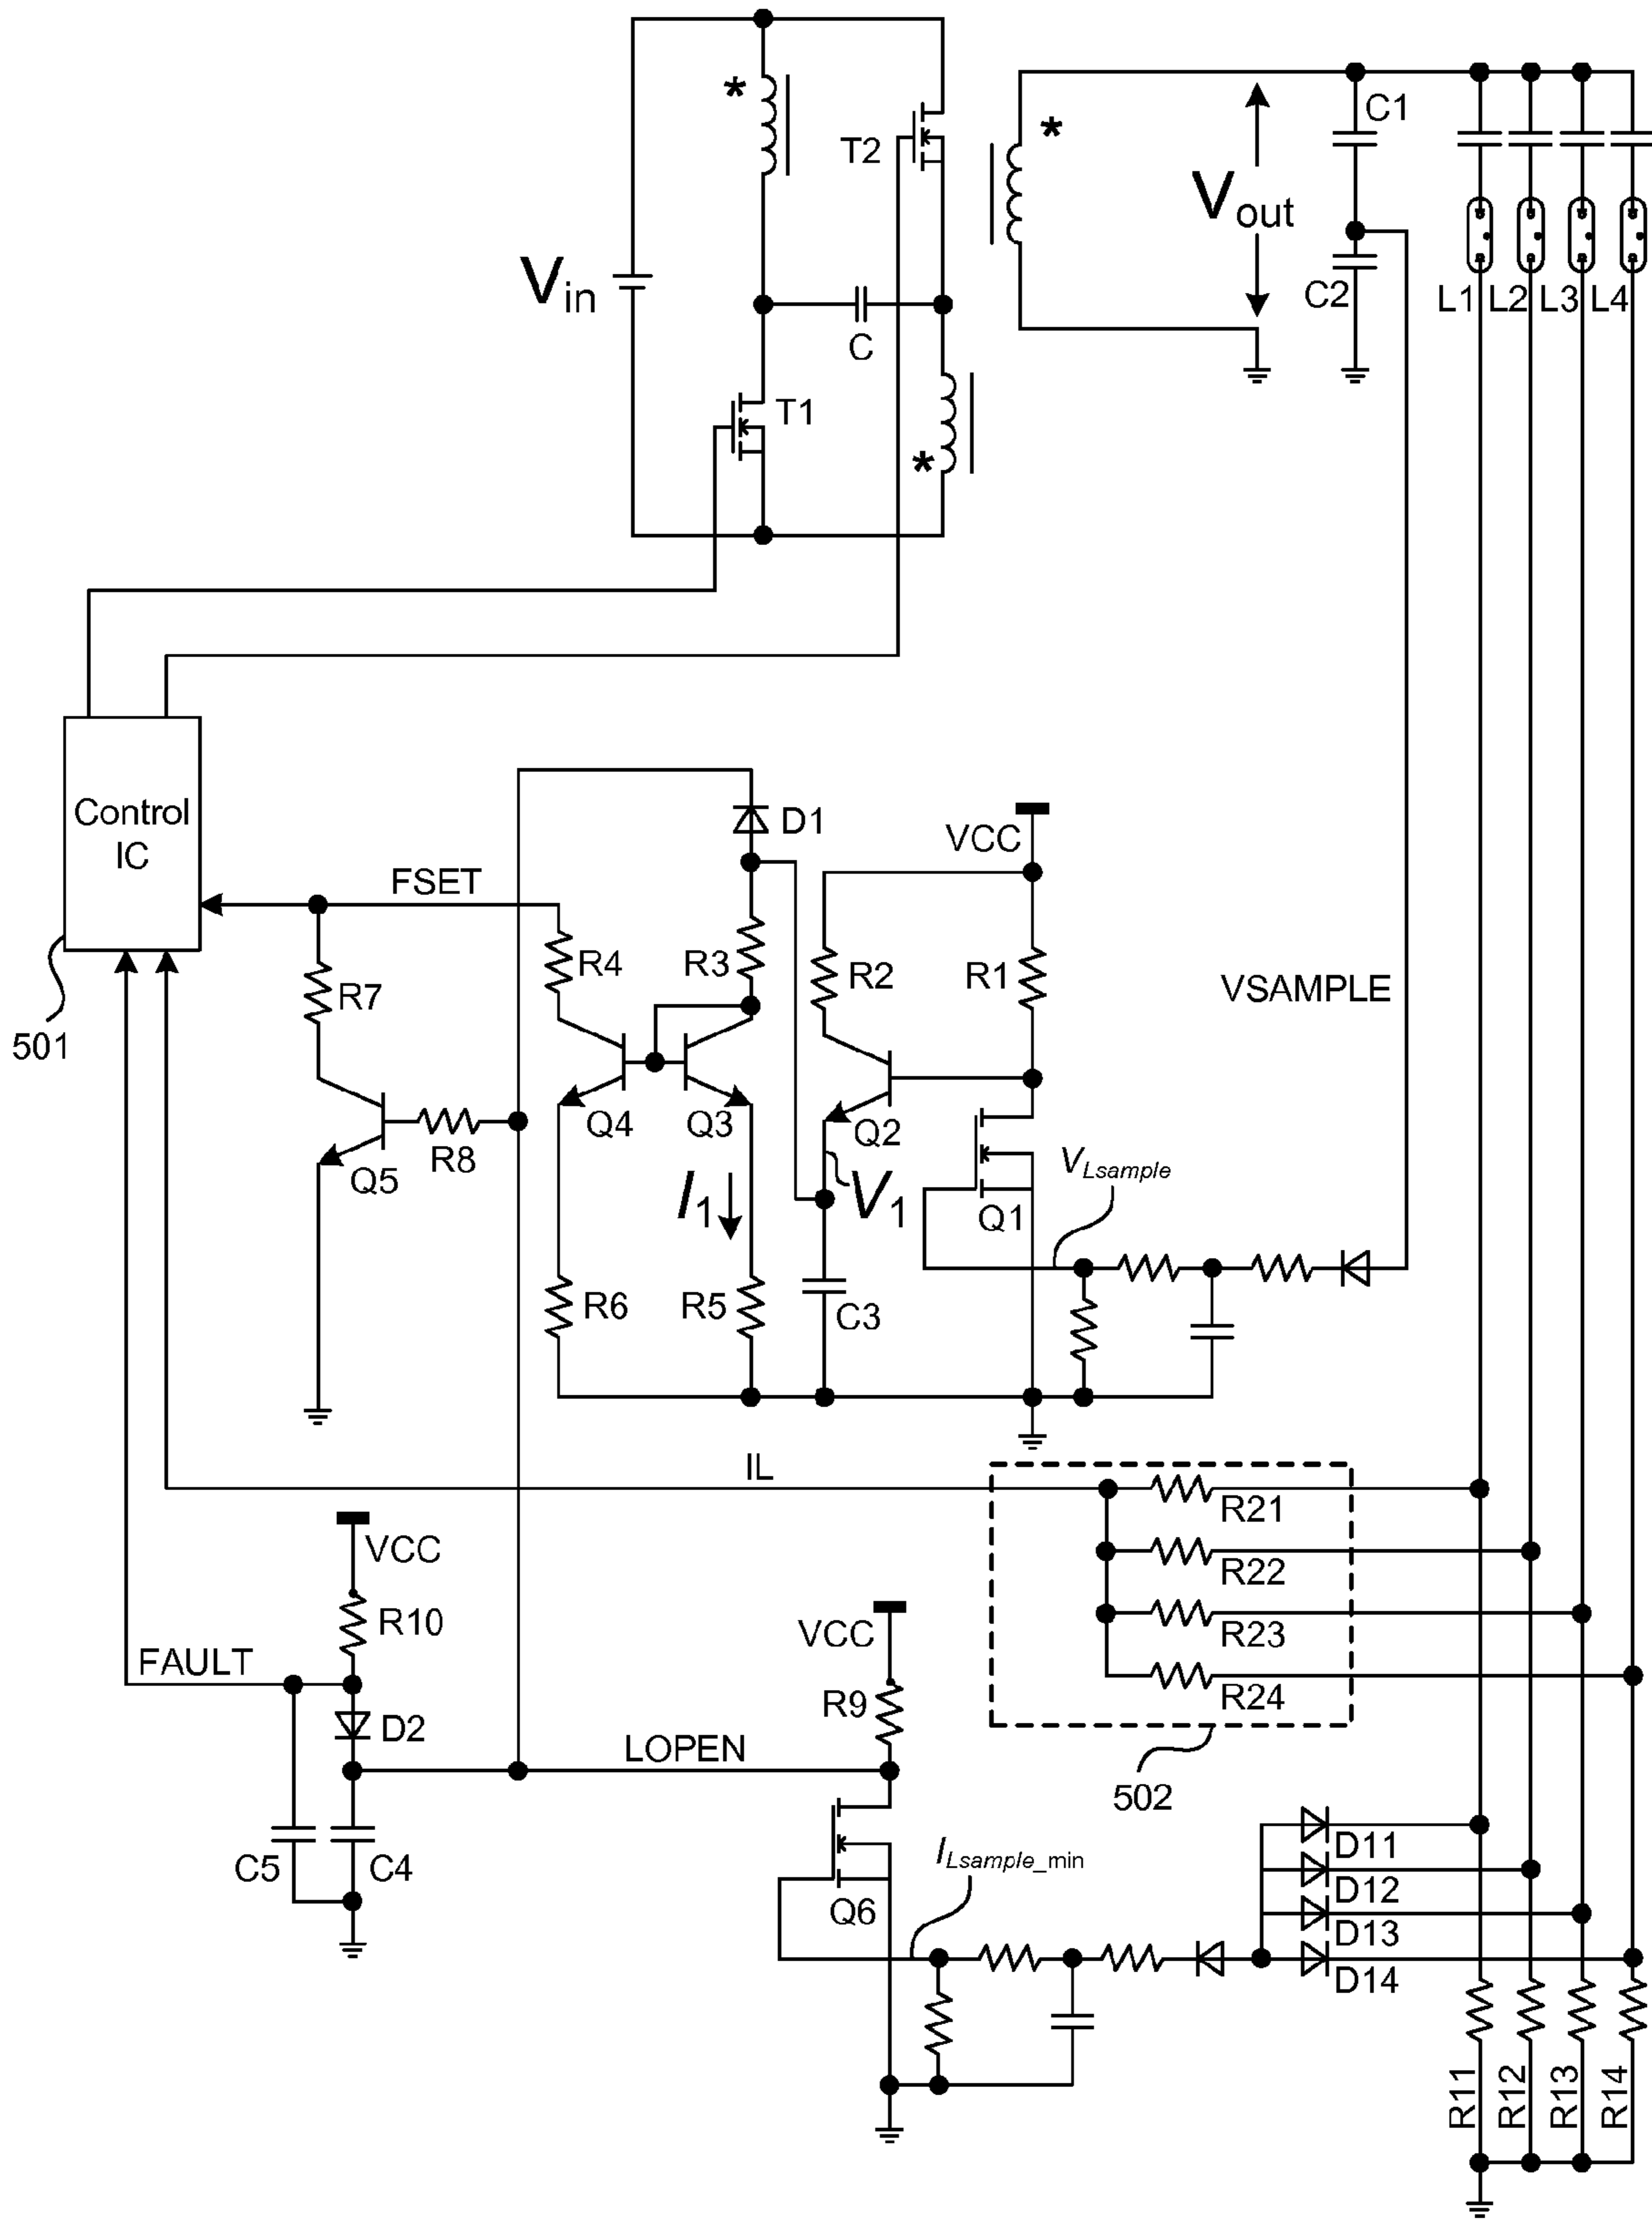 *
T2
*
C1
Vout
Vin
C
C2
L1
L2
L3
L4
T1
*
Control
IC
D1
VCC
FSET
R4
R3
R2
R1
VSAMPLE
R7
501
Q4
Q3
Q2
R8
Q5
I1
V1
Q1
VLsample
R6
R5
C3
IL
R21
VCC
R22
R10
VCC
R23
FAULT
R24
R9
D2
LOPEN
502
C5
C4
ILsample_min
D11
D12
Q6
D13
D14
R11
R12
R13
R14